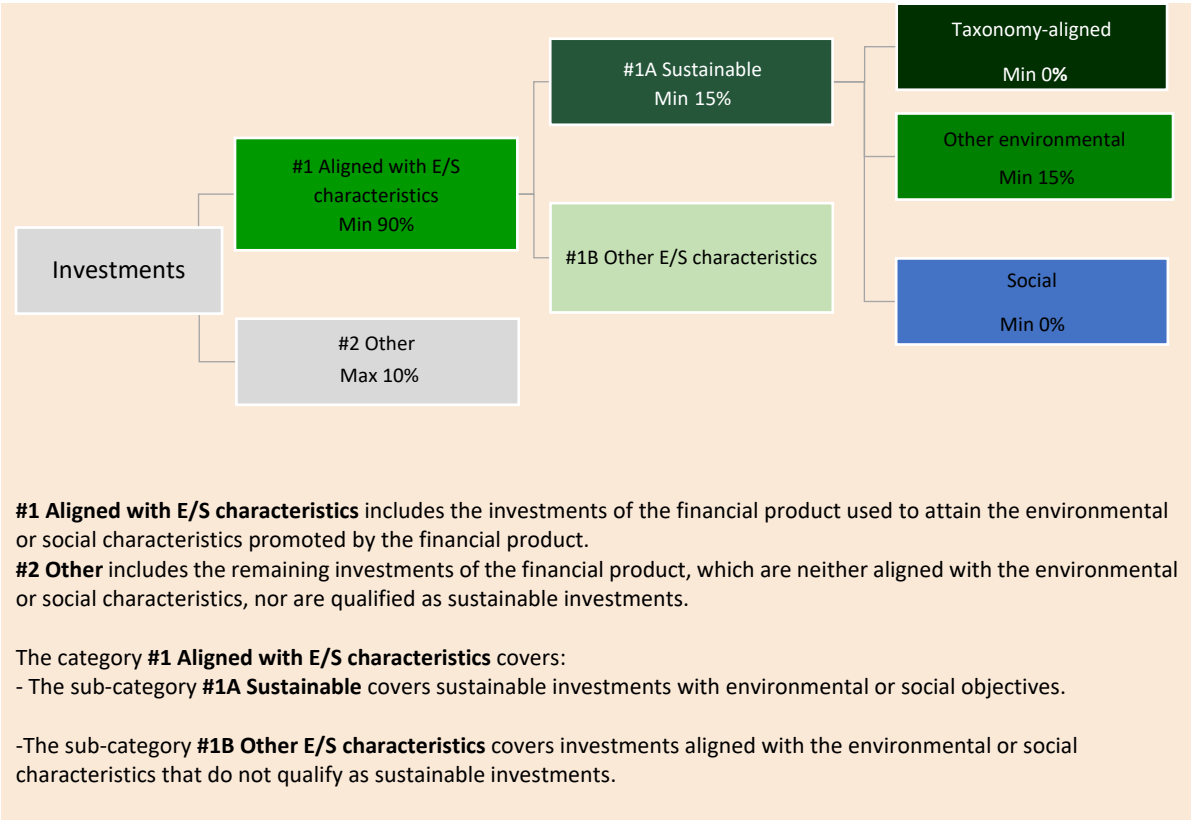 Taxonomy-aligned
Min 0%
#1A Sustainable
Min 15%
Other environmental
Min 15%
#1 Aligned with E/S
characteristics
Min 90%
#1B Other E/S characteristics
Investments
Social
Min 0%
#2 Other
Max 10%
#1 Aligned with E/S characteristics includes the investments of the financial product used to attain the environmental
or social characteristics promoted by the financial product.
#2 Other includes the remaining investments of the financial product, which are neither aligned with the environmental
or social characteristics, nor are qualified as sustainable investments.
The category #1 Aligned with E/S characteristics covers:
- The sub-category #1A Sustainable covers sustainable investments with environmental or social objectives.
-The sub-category #1B Other E/S characteristics covers investments aligned with the environmental or social
characteristics that do not qualify as sustainable investments.